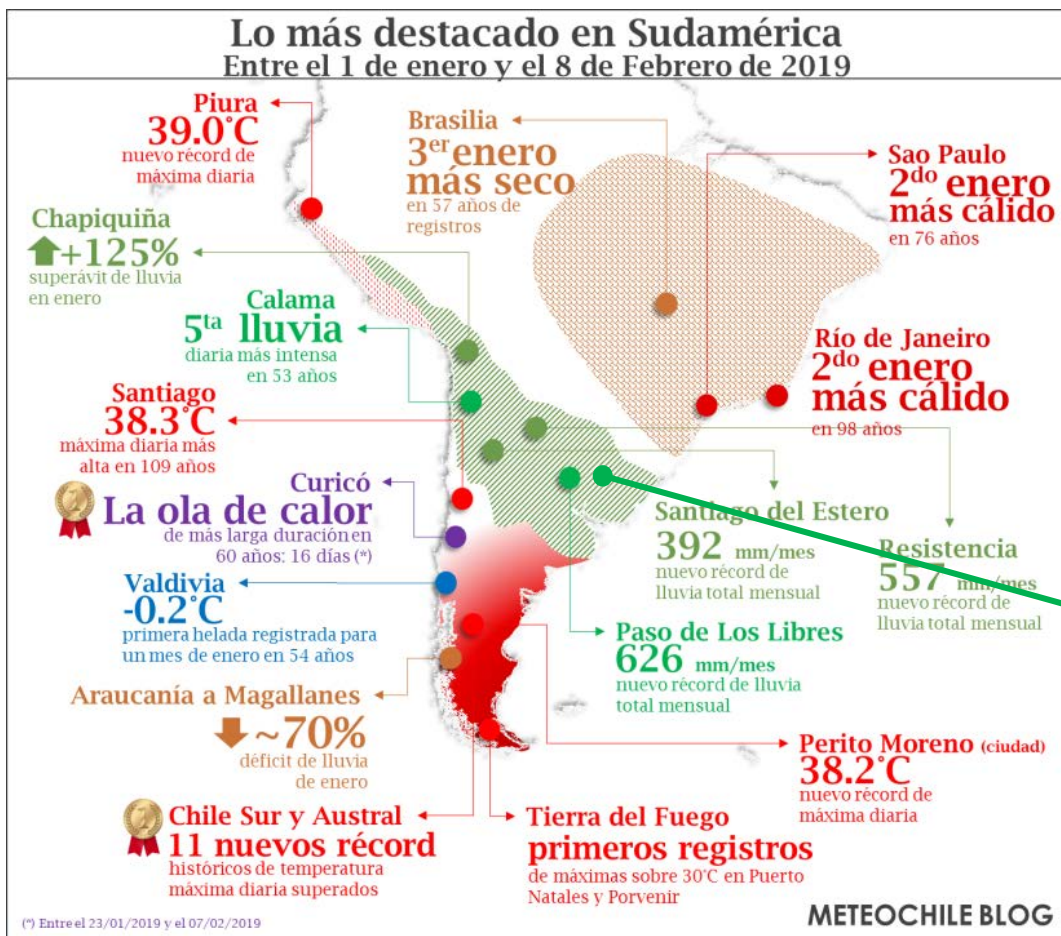 Lo más destacado en Sudamérica
Entre el 1 de enero y el 8 de Febrero de 2019
Piura
39.0°C
nuevo récord de
máxima diaria
Brasilia
3er enero
más seco
en 57 años de
registros
Sao Paulo
2do enero
más cálido
en 76 años
Chapiquiña
+125%
superávit de lluvia
en enero
Calama
5ta lluvia
diaria más intensa
en 53 años
Río de Janeiro
2do enero
más cálido
en 98 años
Santiago
38.3°C
máxima diaria más
alta en 109 años
Curicó
La ola de calor
de más larga duración en
60 años: 16 días (*)
Santiago del Estero
392 mm/mes
nuevo récord de
lluvia total mensual
Resistencia
557 mm/mes
nuevo récord de
lluvia total mensual
Valdivia
-0.2°C
primera helada registrada para
un mes de enero en 54 años
Paso de Los Libres
626 mm/mes
nuevo récord de lluvia
total mensual
Araucanía a Magallanes
~70%
déficit de lluvia
de enero
Perito Moreno (ciudad)
38.2°C
nuevo récord de
máxima diaria
Chile Sur y Austral
11 nuevos récord
históricos de temperatura
máxima diaria superados
Tierra del Fuego
primeros registros
de máximas sobre 30°C en Puerto
Natales y Porvenir
(*) Entre el 23/01/2019 y el 07/02/2019
METEOCHILE BLOG